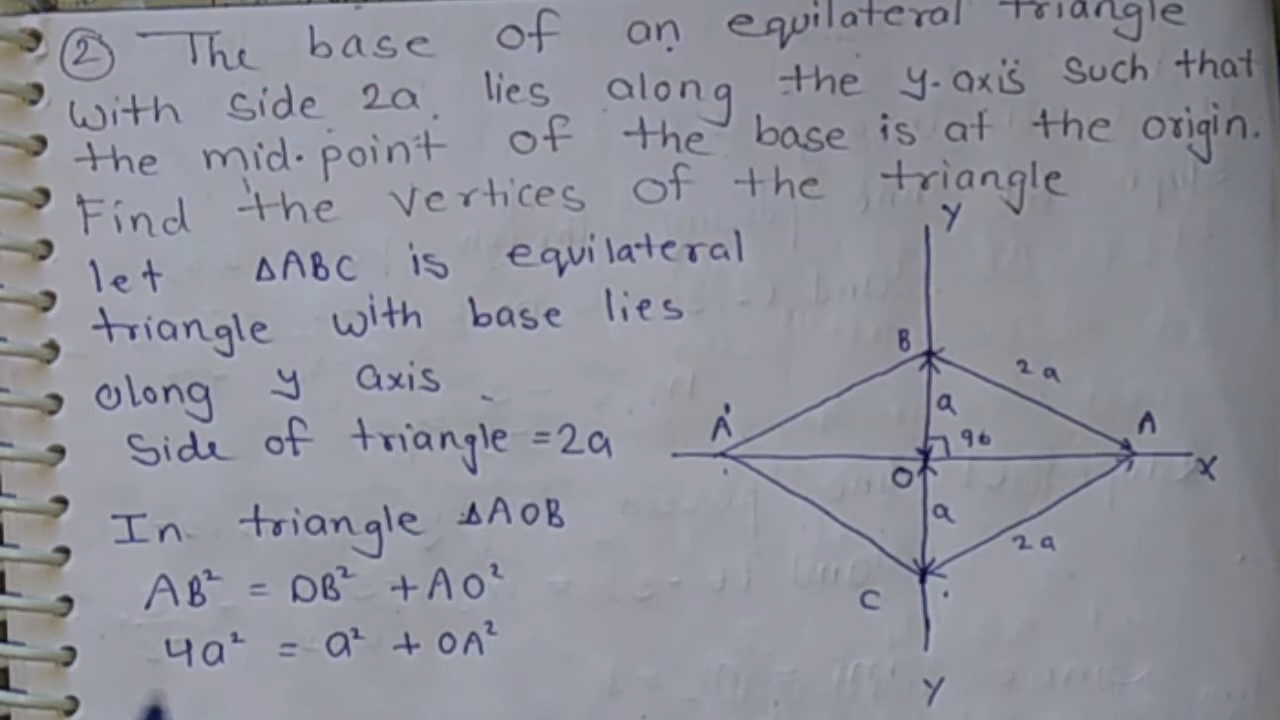 ② The base of an equilateral triangle
with side 2a. lies along the y-axis such that
the mid-point of the base is at the origin.
Find the vertices of the triangle
let ΔABC is equilateral
triangle with base lies
along y axis
Side of triangle = 2a
In triangle ΔAOB
AB² = OB² + AO²
4a² = a² + OA²
Y
B
2a
a
A'
90
A
O
X
a
2a
C
Y